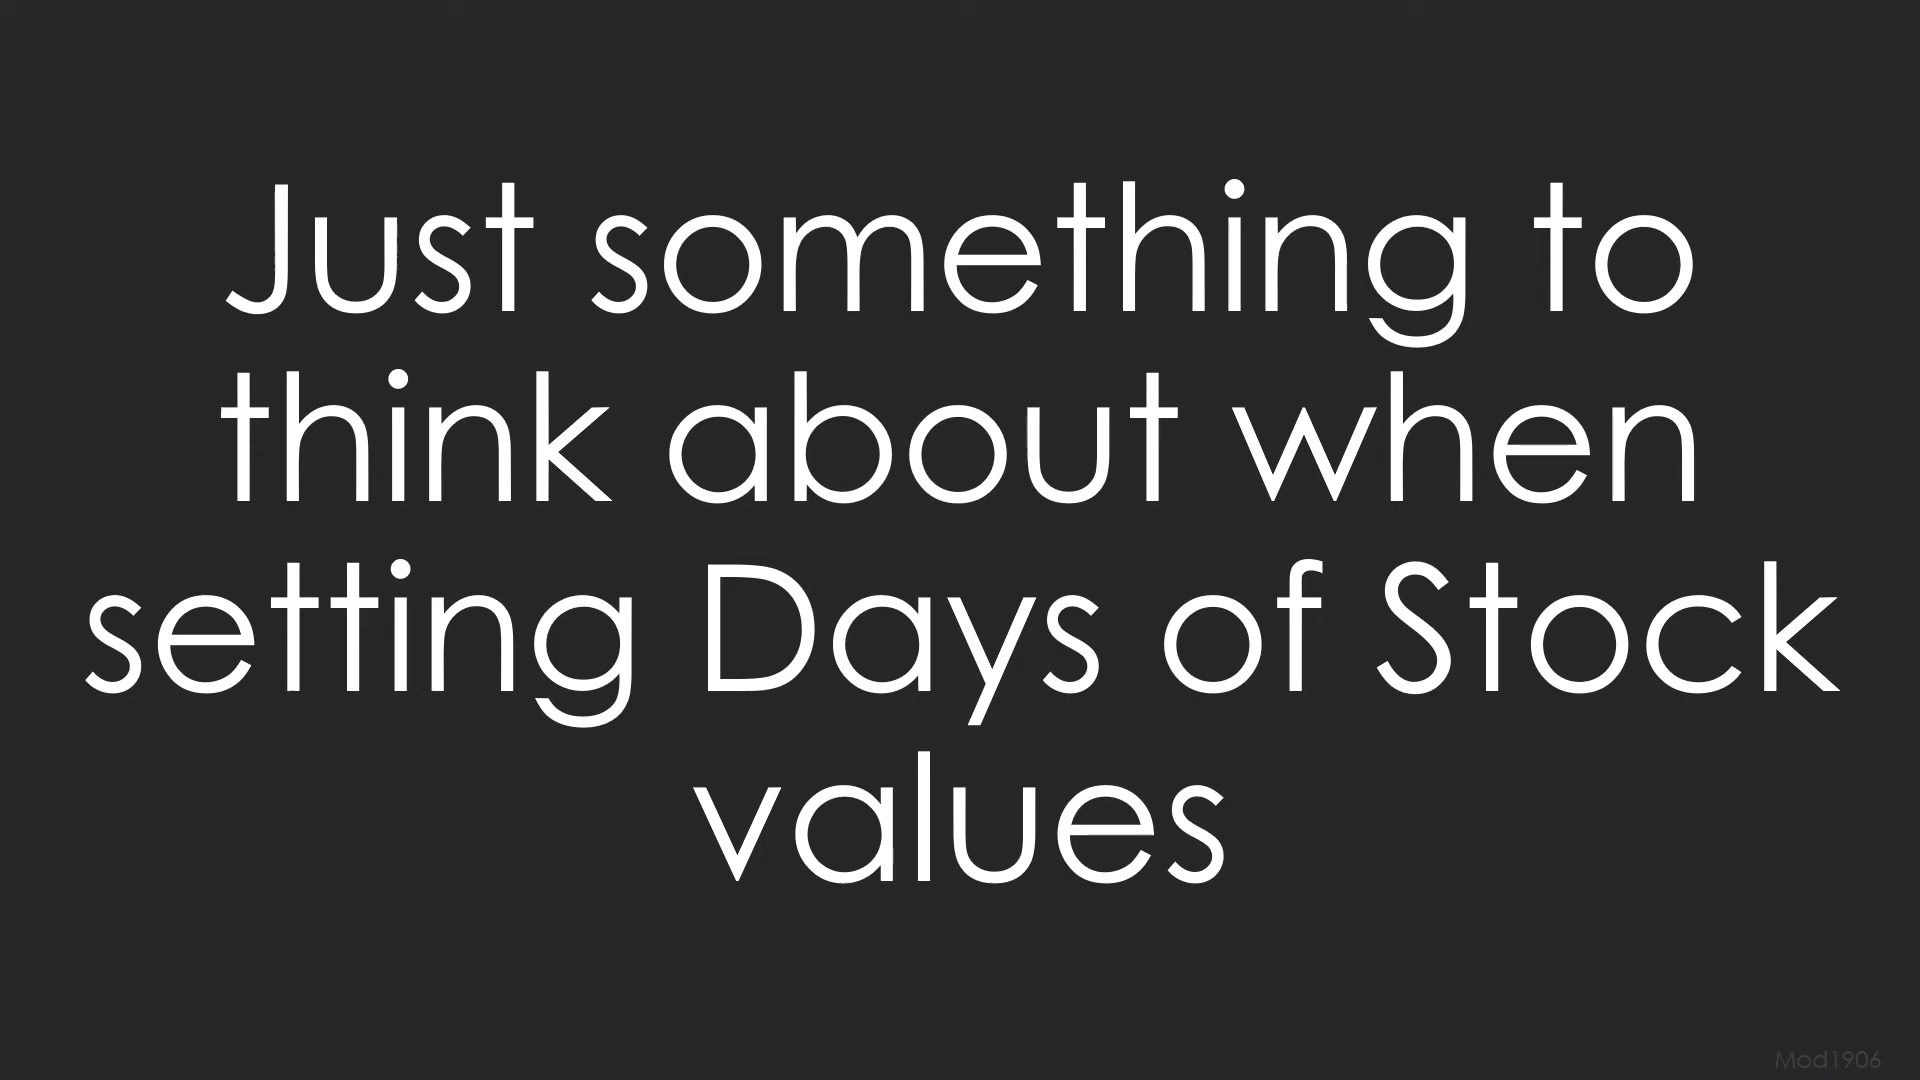 Just something to
think about when
setting Days of Stock
values
Mod1906